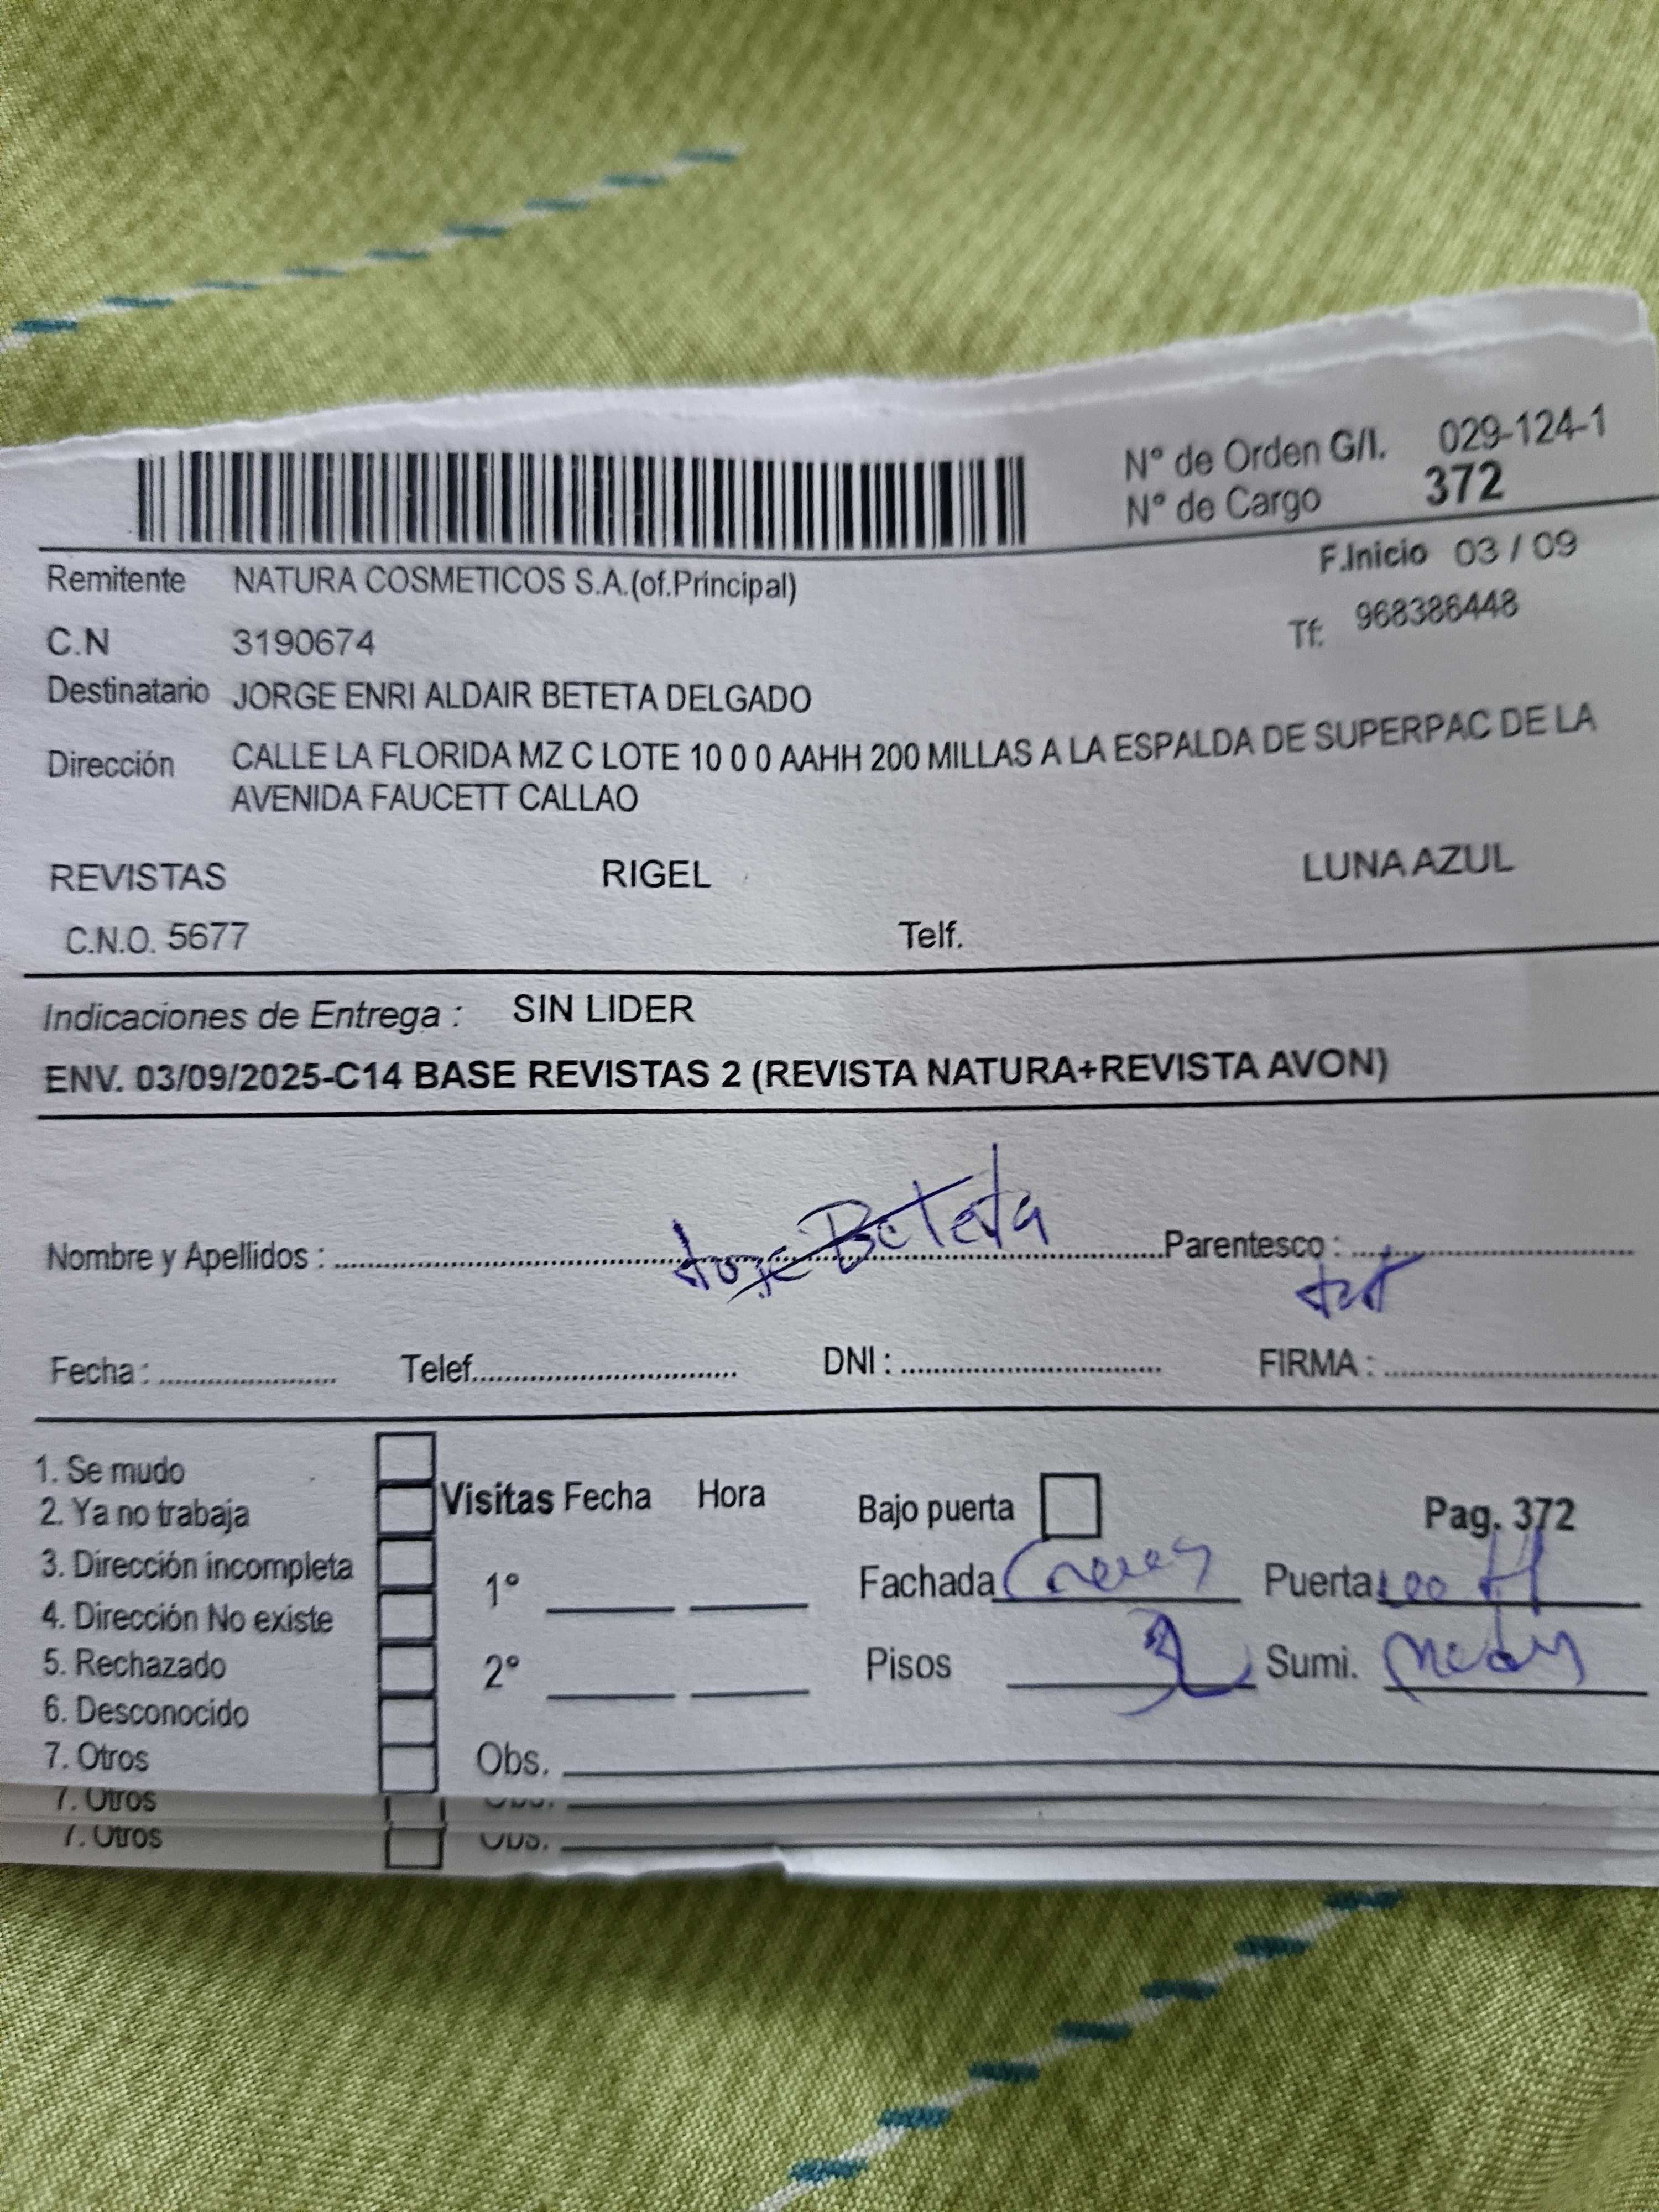 N° de Orden G/I. 029-124-1
N° de Cargo 372
F.Inicio 03 / 09
Remitente NATURA COSMETICOS S.A.(of.Principal)
C.N 3190674
Tf: 968386448
Destinatario JORGE ENRI ALDAIR BETETA DELGADO
Dirección CALLE LA FLORIDA MZ C LOTE 10 0 0 AAHH 200 MILLAS A LA ESPALDA DE SUPERPAC DE LA
AVENIDA FAUCETT CALLAO
REVISTAS RIGEL LUNA AZUL
C.N.O. 5677 Telf.
Indicaciones de Entrega : SIN LIDER
ENV. 03/09/2025-C14 BASE REVISTAS 2 (REVISTA NATURA+REVISTA AVON)
Nombre y Apellidos : Jorge Beteta Parentesco :
Fecha : Telef. DNI : FIRMA :
1. Se mudo
2. Ya no trabaja
3. Dirección incompleta
4. Dirección No existe
5. Rechazado
6. Desconocido
7. Otros
Visitas Fecha Hora
1°
2°
Obs.
Bajo puerta
Pag. 372
Fachada Puerta
Pisos 2 Sumi.
7. Otros Obs.
7. Otros Obs.